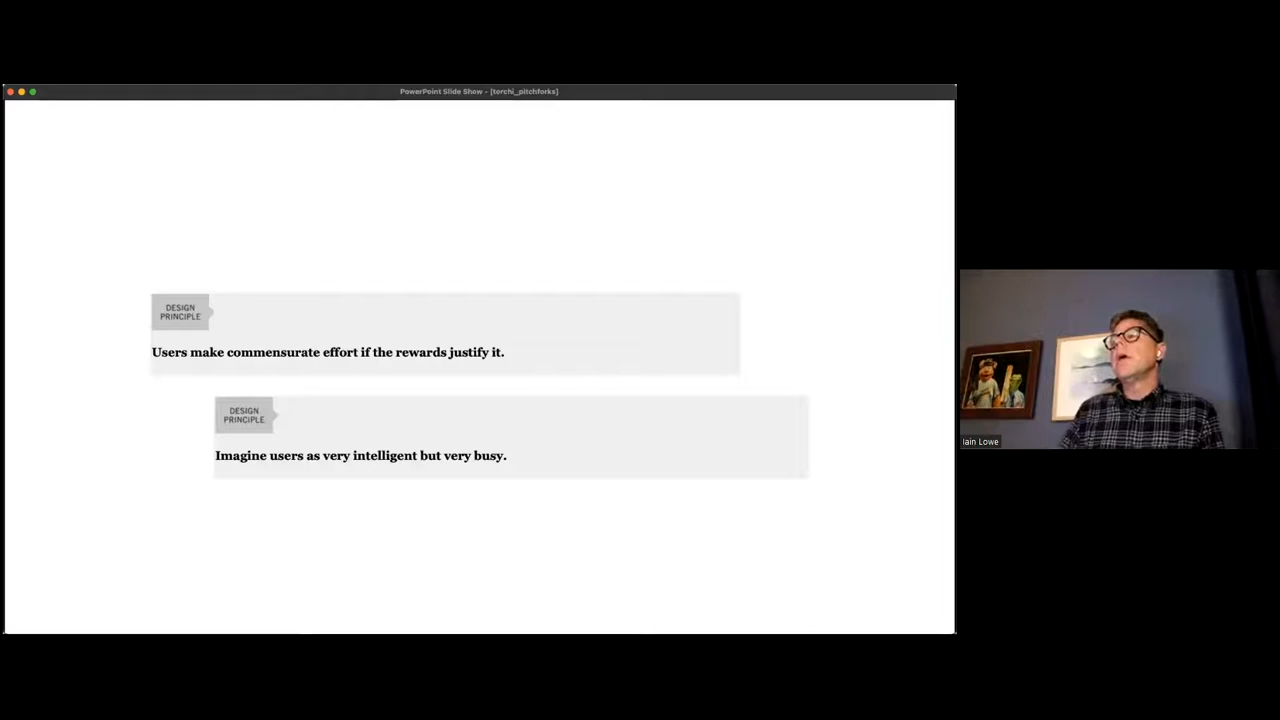 PowerPoint Slide Show - [torchi_pitchforks]
DESIGN
PRINCIPLE
Users make commensurate effort if the rewards justify it.
DESIGN
PRINCIPLE
Imagine users as very intelligent but very busy.
Iain Lowe